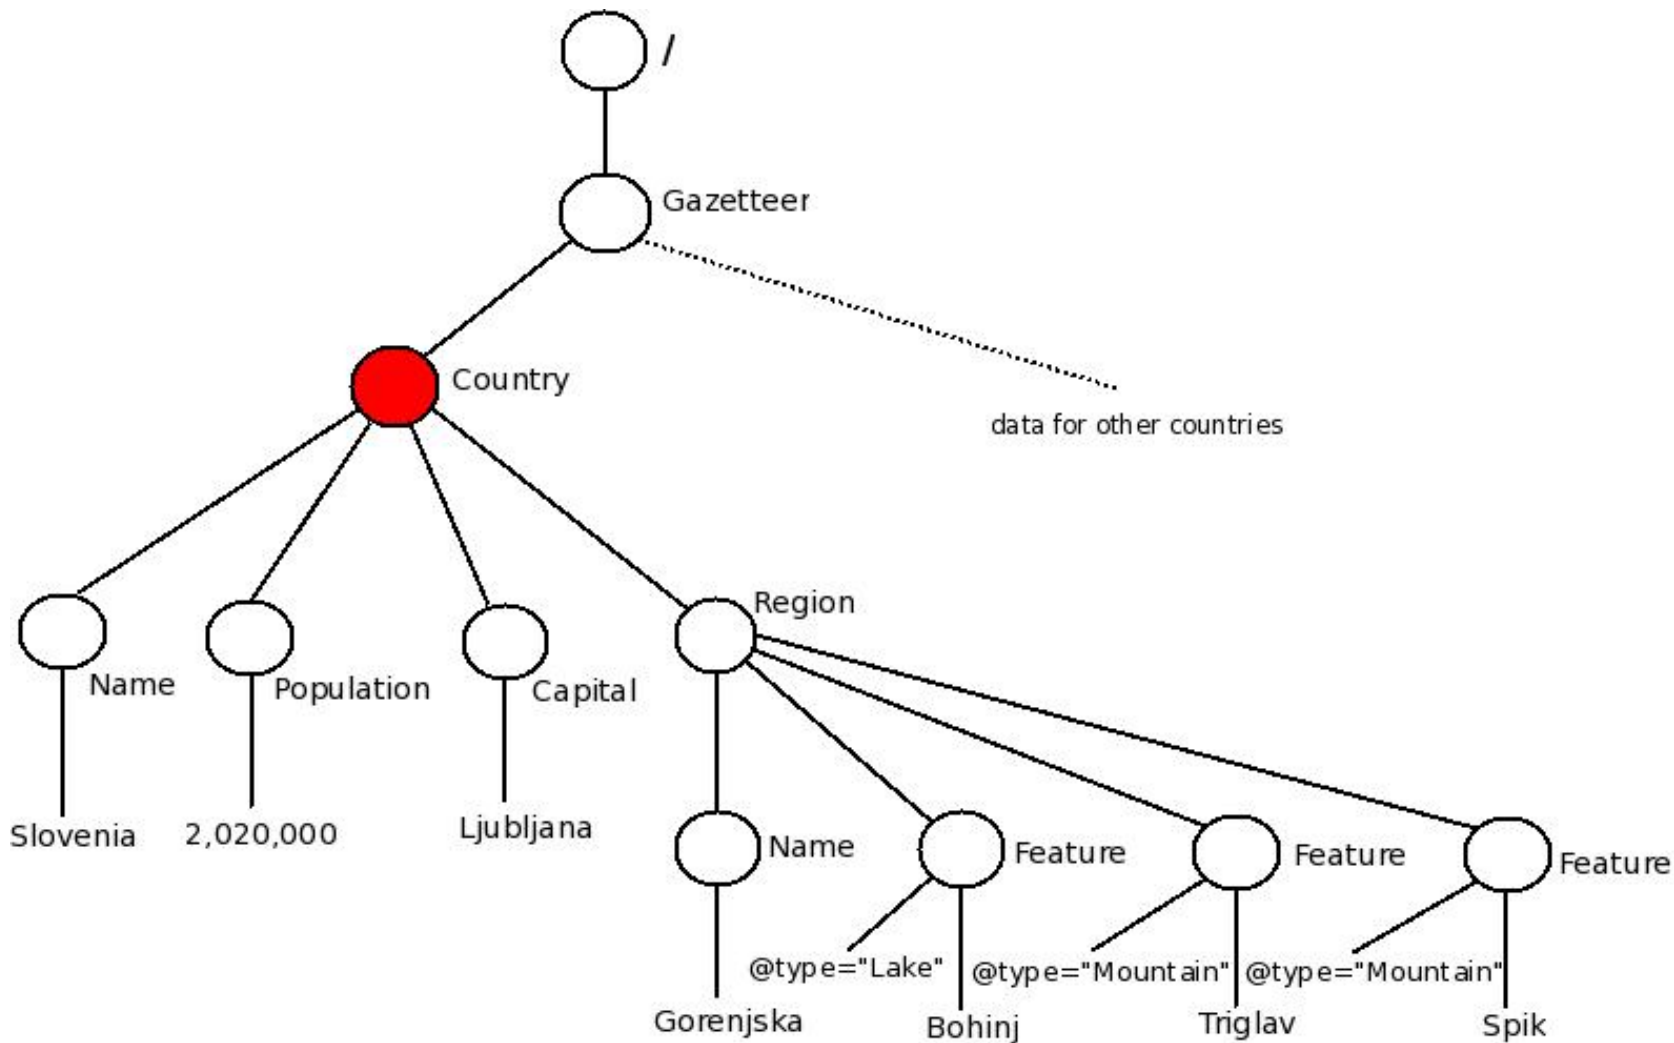 /
Gazetteer
Country
data for other countries
Region
Name
Population
Capital
Slovenia
2,020,000
Ljubljana
Name
Feature
Feature
Feature
@type="Lake"
@type="Mountain"
@type="Mountain"
Gorenjska
Bohinj
Triglav
Spik